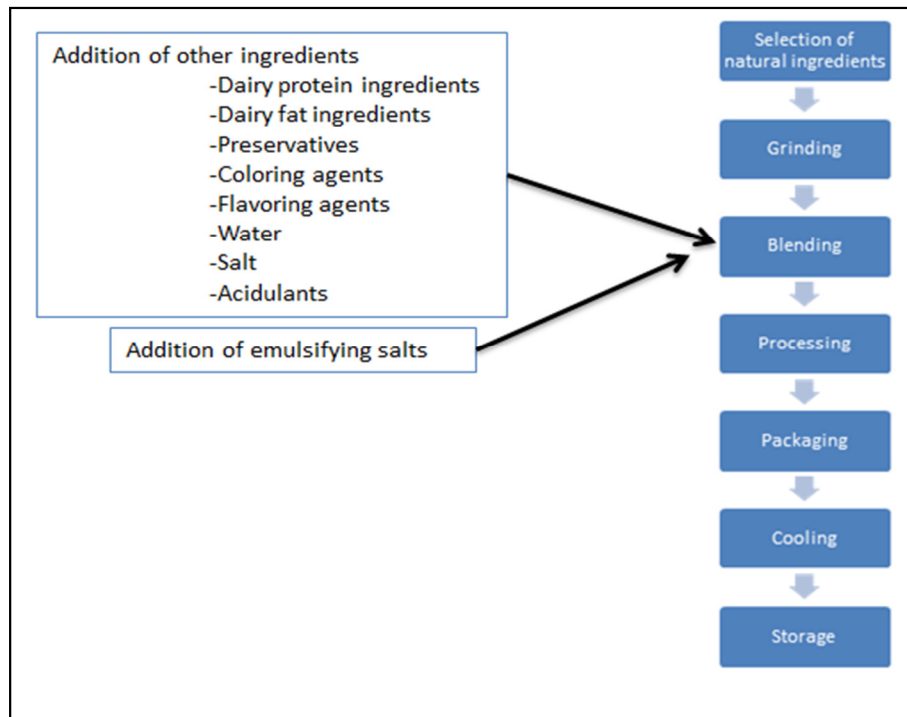 Addition of other ingredients
-Dairy protein ingredients
-Dairy fat ingredients
-Preservatives
-Coloring agents
-Flavoring agents
-Water
-Salt
-Acidulants
Addition of emulsifying salts
Selection of
natural ingredients
Grinding
Blending
Processing
Packaging
Cooling
Storage